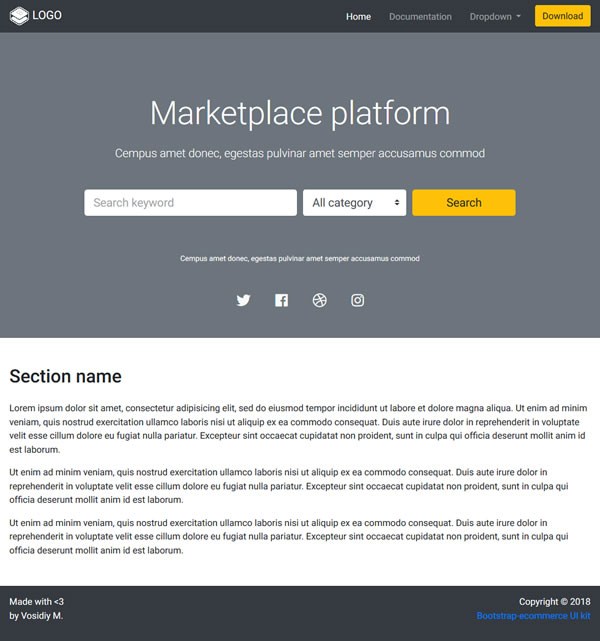 LOGO
Home Documentation Dropdown Download
Marketplace platform
Cempus amet donec, egestas pulvinar amet semper accusamus commod
Search keyword All category Search
Cempus amet donec, egestas pulvinar amet semper accusamus commod
Section name
Lorem ipsum dolor sit amet, consectetur adipisicing elit, sed do eiusmod tempor incididunt ut labore et dolore magna aliqua. Ut enim ad minim
veniam, quis nostrud exercitation ullamco laboris nisi ut aliquip ex ea commodo consequat. Duis aute irure dolor in reprehenderit in voluptate
velit esse cillum dolore eu fugiat nulla pariatur. Excepteur sint occaecat cupidatat non proident, sunt in culpa qui officia deserunt mollit anim id
est laborum.
Ut enim ad minim veniam, quis nostrud exercitation ullamco laboris nisi ut aliquip ex ea commodo consequat. Duis aute irure dolor in
reprehenderit in voluptate velit esse cillum dolore eu fugiat nulla pariatur. Excepteur sint occaecat cupidatat non proident, sunt in culpa qui
officia deserunt mollit anim id est laborum.
Ut enim ad minim veniam, quis nostrud exercitation ullamco laboris nisi ut aliquip ex ea commodo consequat. Duis aute irure dolor in
reprehenderit in voluptate velit esse cillum dolore eu fugiat nulla pariatur. Excepteur sint occaecat cupidatat non proident, sunt in culpa qui
officia deserunt mollit anim id est laborum.
Made with <3
by Vosidiy M.
Copyright © 2018
Bootstrap-ecommerce UI kit